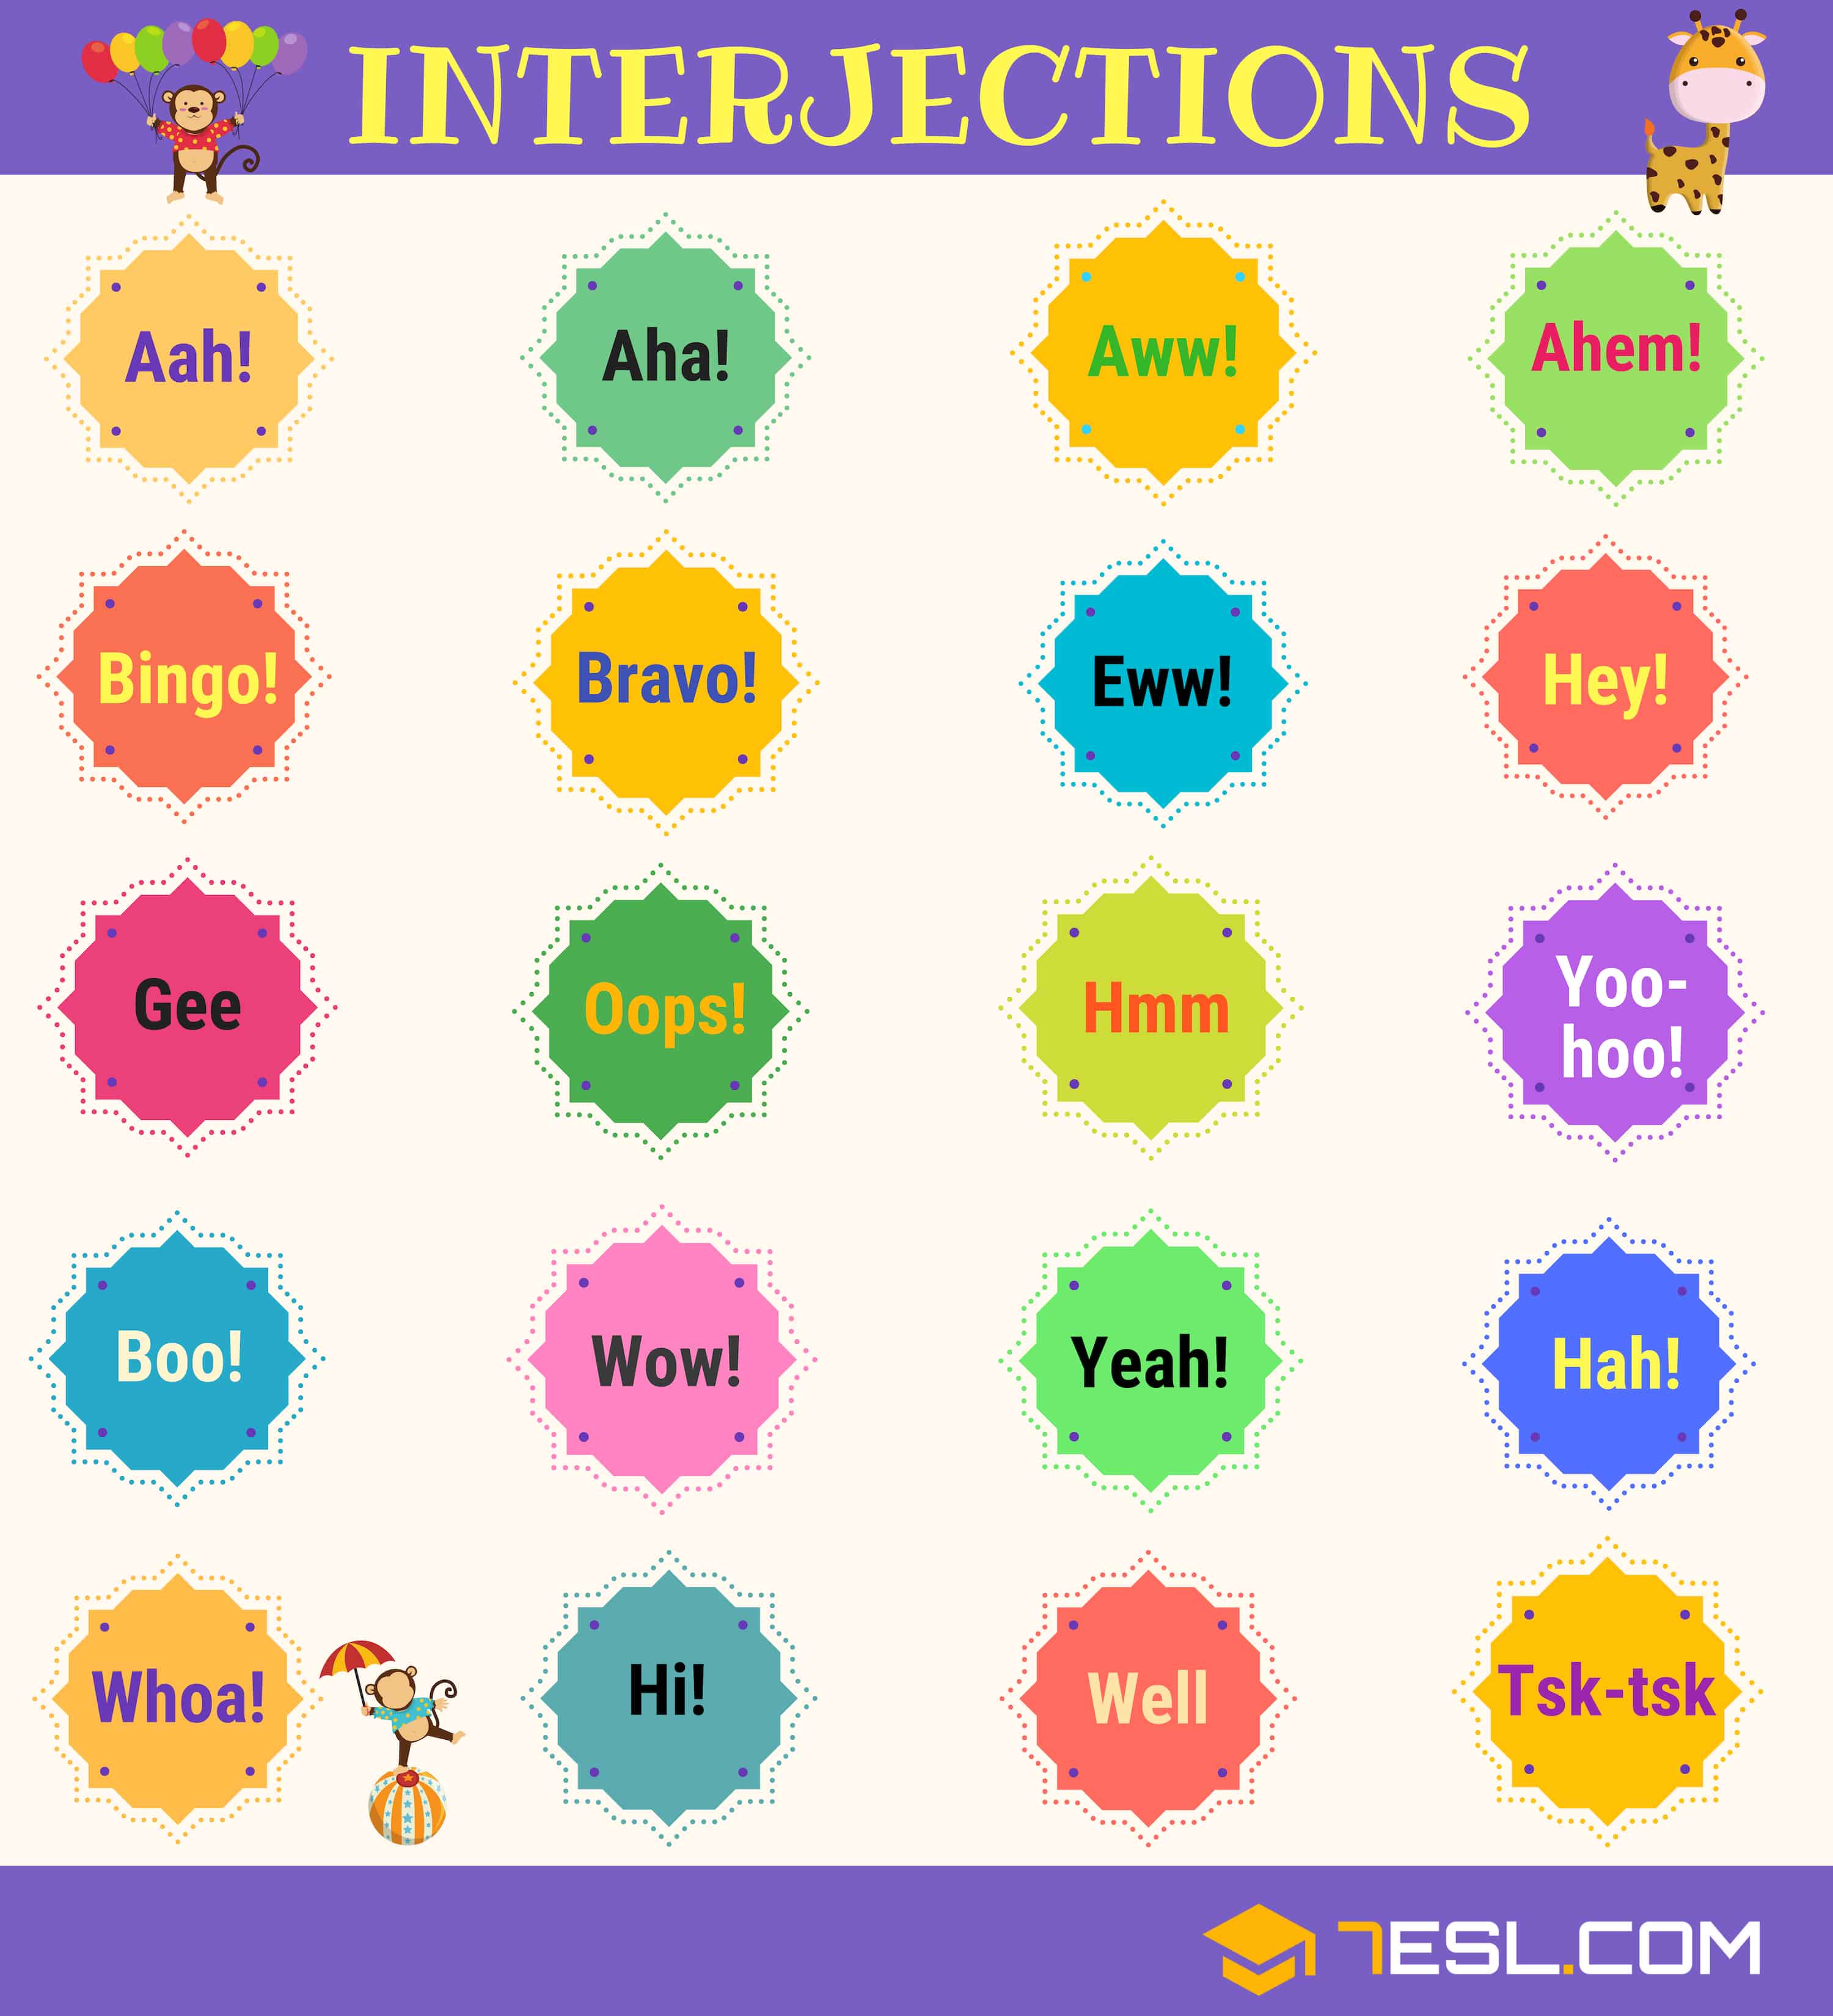 INTERJECTIONS
Aah!
Aha!
Aww!
Ahem!
Bingo!
Bravo!
Eww!
Hey!
Gee
Oops!
Hmm
Yoo-
hoo!
Boo!
Wow!
Yeah!
Hah!
Whoa!
Hi!
Well
Tsk-tsk
7ESL.COM